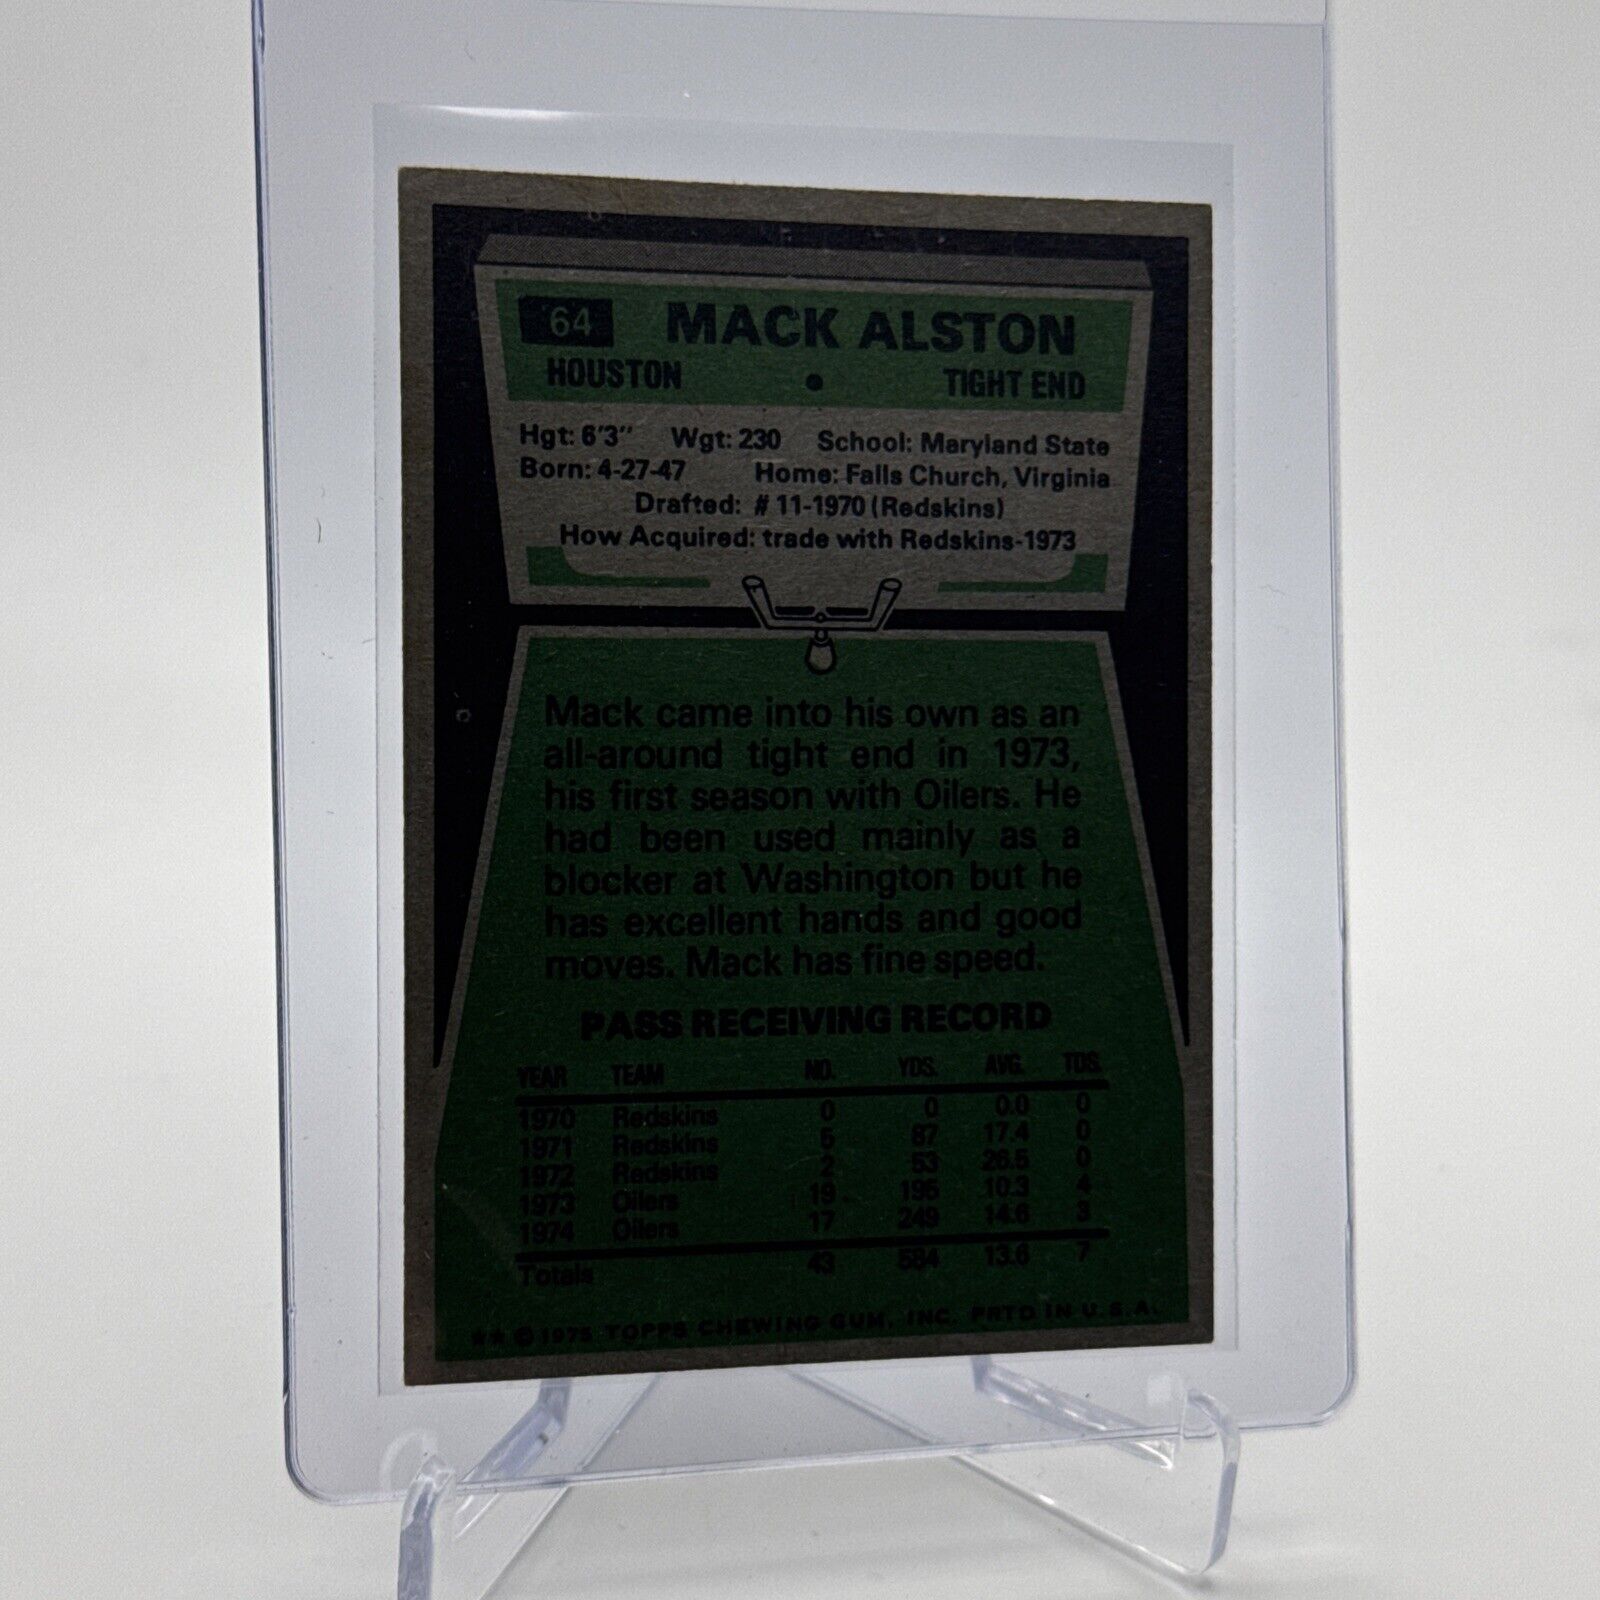 64 MACK ALSTON
HOUSTON • TIGHT END
Hgt: 6'3" Wgt: 230 School: Maryland State
Born: 4-27-47 Home: Falls Church, Virginia
Drafted: #11-1970 (Redskins)
How Acquired: trade with Redskins-1973
Mack came into his own as an
all-around tight end in 1973,
his first season with Oilers. He
had been used mainly as a
blocker at Washington but he
has excellent hands and good
moves. Mack has fine speed.
PASS RECEIVING RECORD
YEAR TEAM NO. YDS. AVG. TDS.
1970 Redskins 0 0 0.0 0
1971 Redskins 5 87 17.4 0
1972 Redskins 2 53 26.5 0
1973 Oilers 19 195 10.3 4
1974 Oilers 17 249 14.6 3
Totals 43 584 13.6 7
★★ © 1975 TOPPS CHEWING GUM, INC. PRTD IN U.S.A.